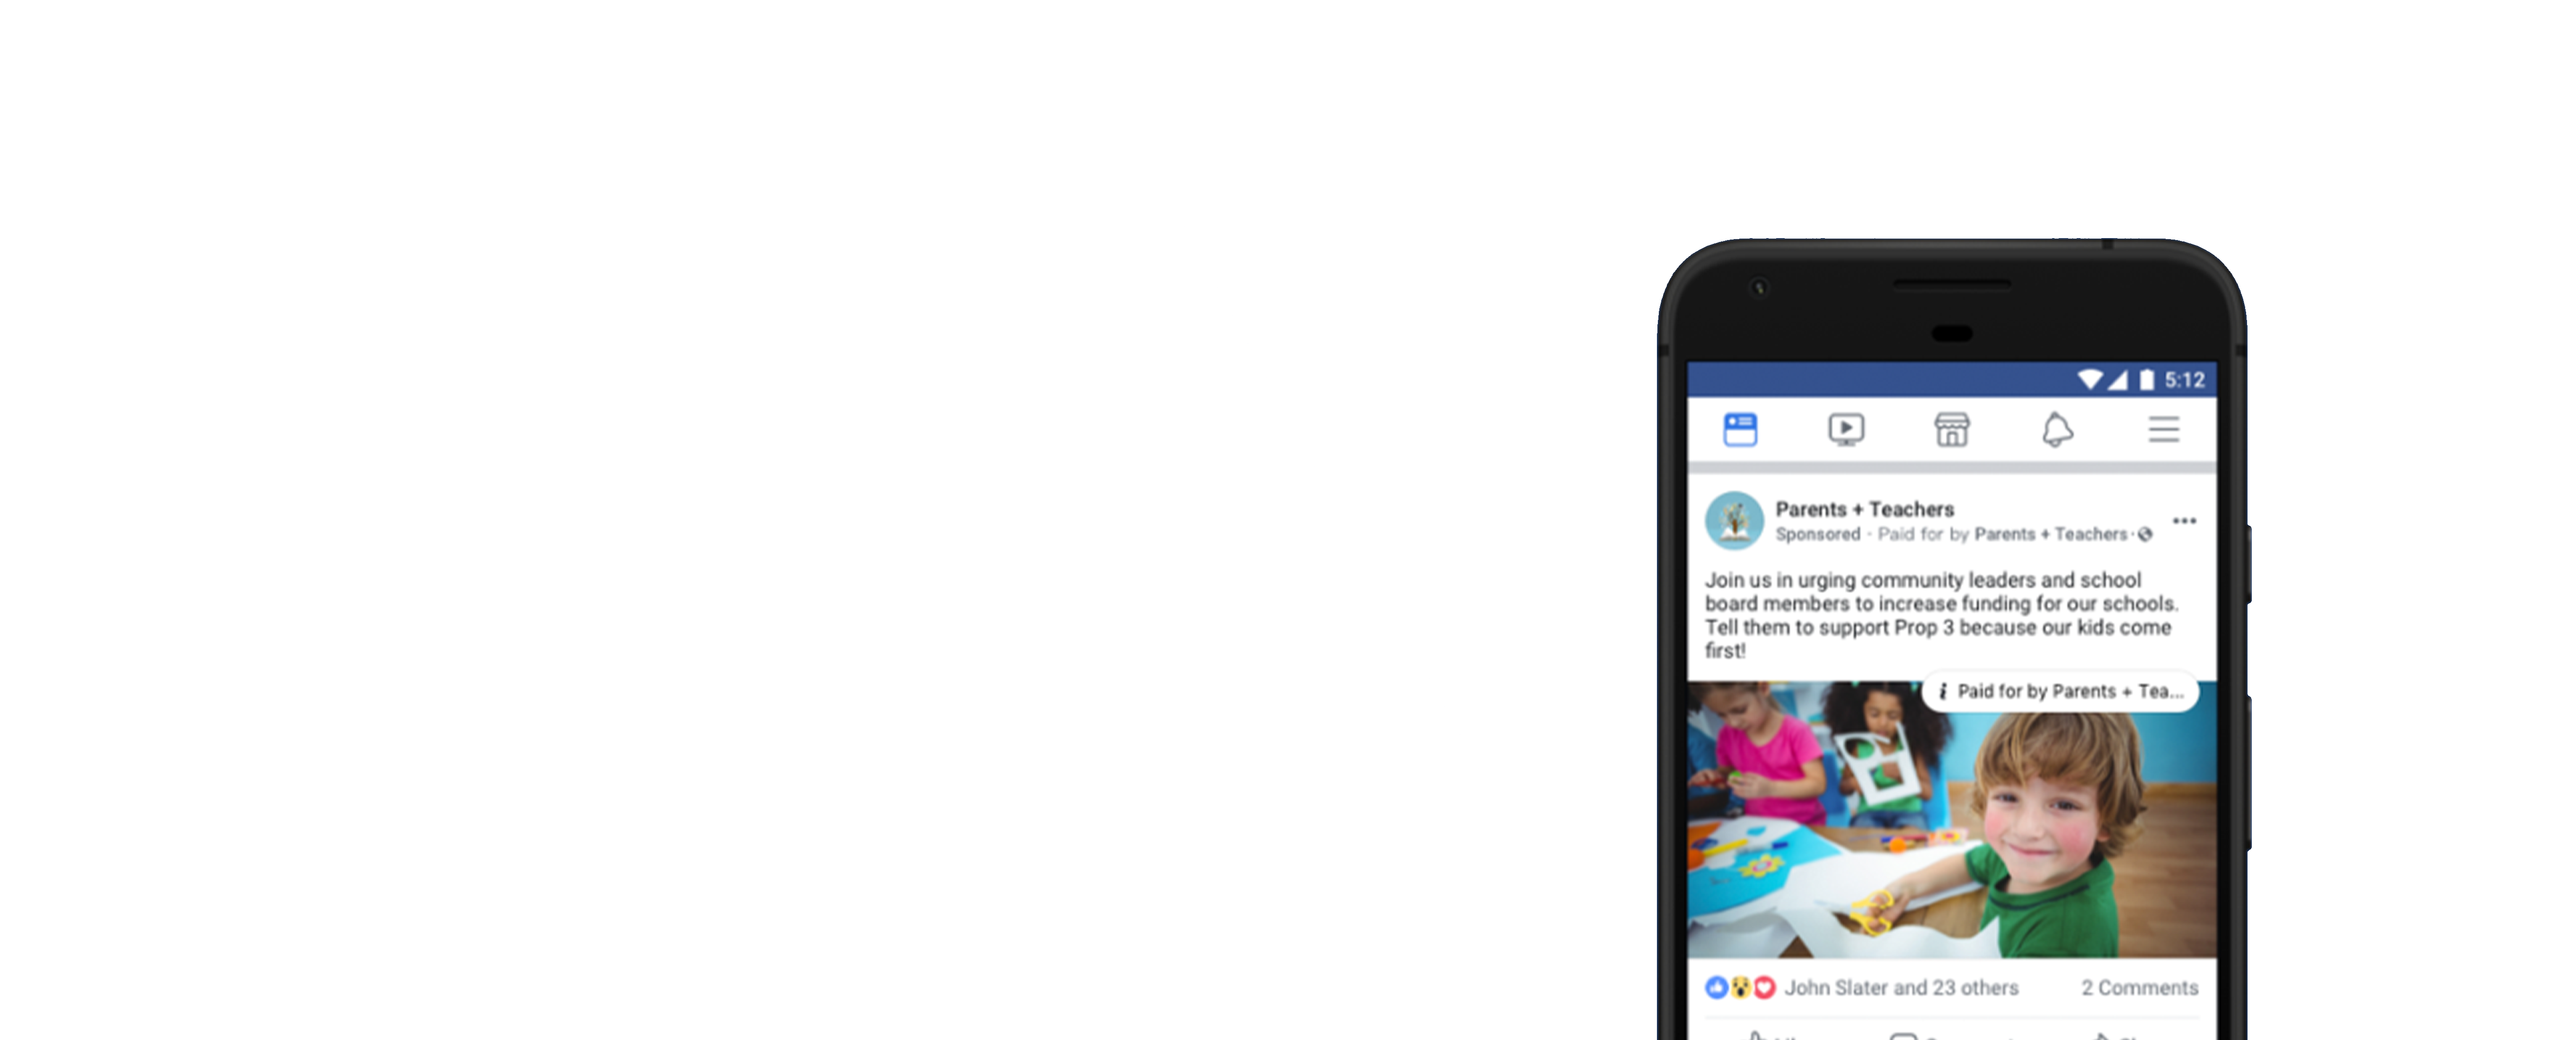 5:12
Parents + Teachers
Sponsored · Paid for by Parents + Teachers ·
Join us in urging community leaders and school
board members to increase funding for our schools.
Tell them to support Prop 3 because our kids come
first!
i Paid for by Parents + Tea...
John Slater and 23 others 2 Comments